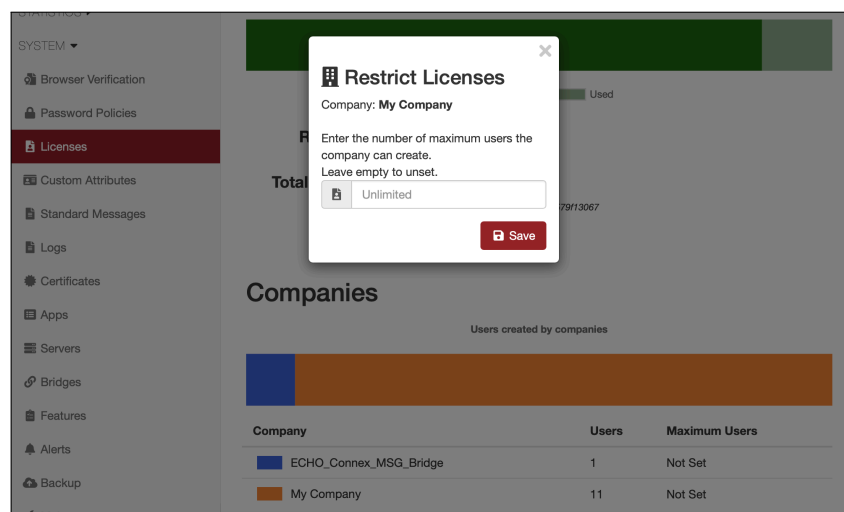 SYSTEM
Browser Verification
Password Policies
Licenses
Custom Attributes
Standard Messages
Logs
Certificates
Apps
Servers
Bridges
Features
Alerts
Backup
×
Restrict Licenses
Company: My Company
Enter the number of maximum users the
company can create.
Leave empty to unset.
Unlimited
Save
Used
R
Total
79f13067
Companies
Users created by companies
Company Users Maximum Users
ECHO_Connex_MSG_Bridge 1 Not Set
My Company 11 Not Set